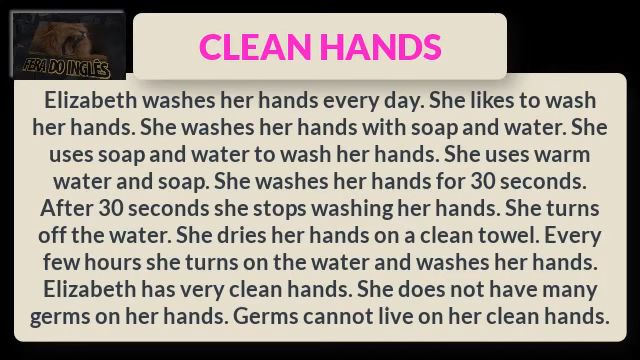 FERA DO INGLÊS
CLEAN HANDS
Elizabeth washes her hands every day. She likes to wash
her hands. She washes her hands with soap and water. She
uses soap and water to wash her hands. She uses warm
water and soap. She washes her hands for 30 seconds.
After 30 seconds she stops washing her hands. She turns
off the water. She dries her hands on a clean towel. Every
few hours she turns on the water and washes her hands.
Elizabeth has very clean hands. She does not have many
germs on her hands. Germs cannot live on her clean hands.